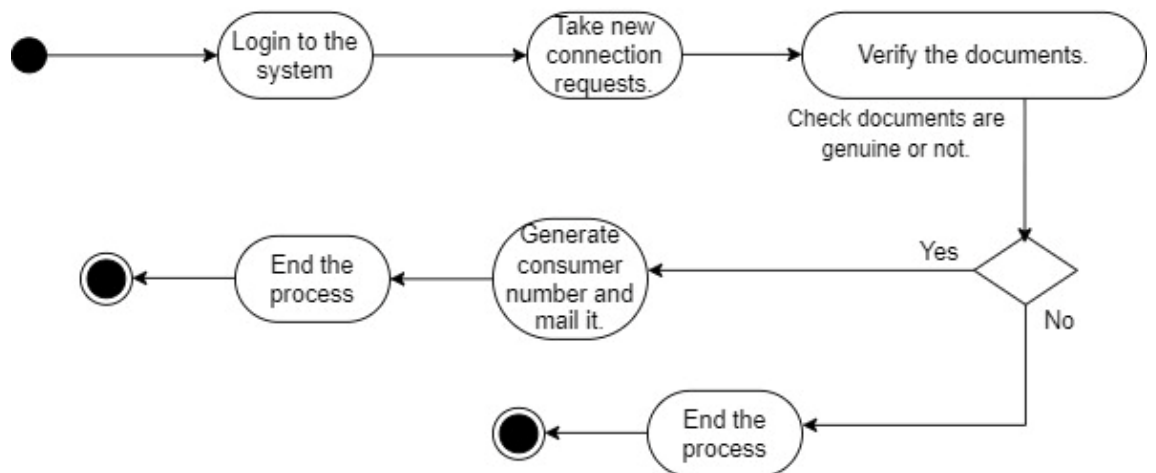 Login to the
system
Take new
connection
requests.
Verify the documents.
Check documents are
genuine or not.
Yes
Generate
consumer
number and
mail it.
End the
process
No
End the
process